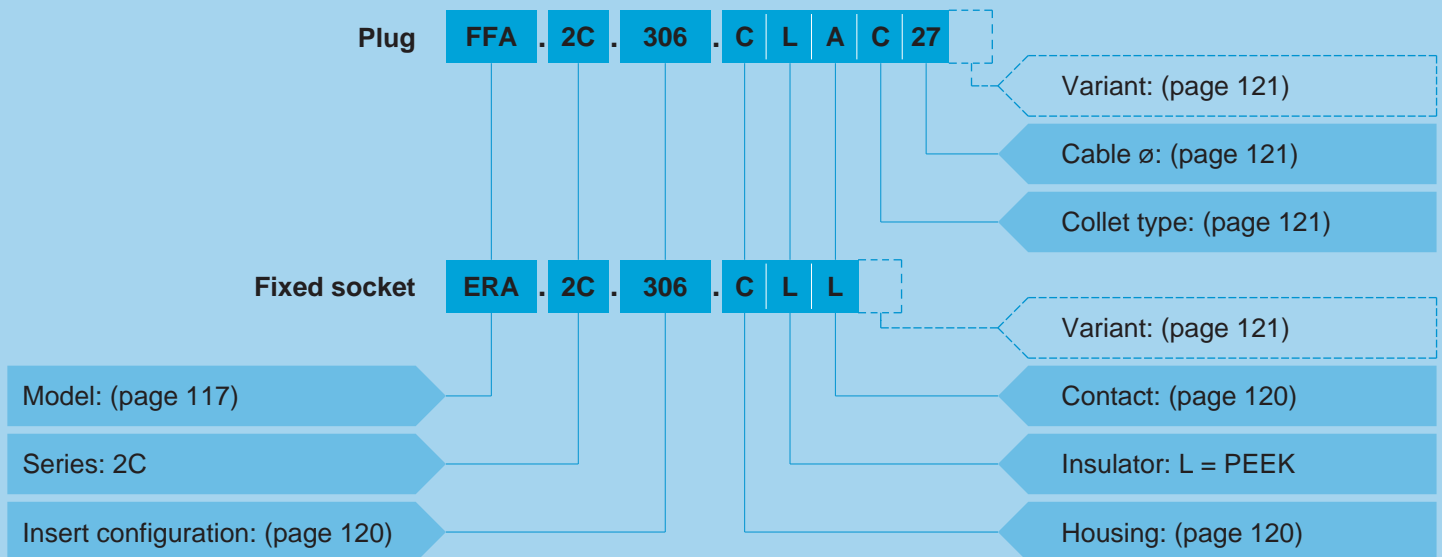 Plug FFA . 2C . 306 . C L A C 27
Variant: (page 121)
Cable ø: (page 121)
Collet type: (page 121)
Fixed socket ERA . 2C . 306 . C L L
Variant: (page 121)
Model: (page 117)
Contact: (page 120)
Series: 2C
Insulator: L = PEEK
Insert configuration: (page 120)
Housing: (page 120)